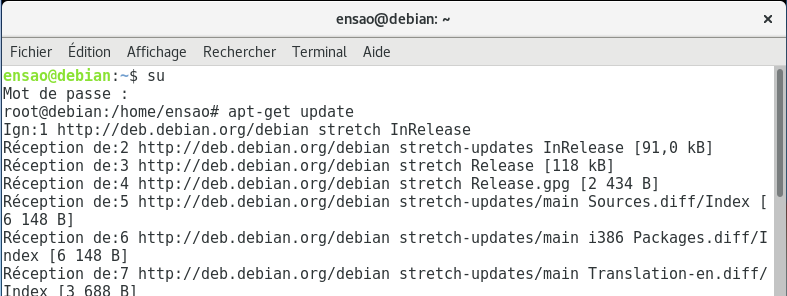 ensao@debian: ~
×
Fichier Édition Affichage Rechercher Terminal Aide
ensao@debian:~$ su
Mot de passe :
root@debian:/home/ensao# apt-get update
Ign:1 http://deb.debian.org/debian stretch InRelease
Réception de:2 http://deb.debian.org/debian stretch-updates InRelease [91,0 kB]
Réception de:3 http://deb.debian.org/debian stretch Release [118 kB]
Réception de:4 http://deb.debian.org/debian stretch Release.gpg [2 434 B]
Réception de:5 http://deb.debian.org/debian stretch-updates/main Sources.diff/Index [
6 148 B]
Réception de:6 http://deb.debian.org/debian stretch-updates/main i386 Packages.diff/I
ndex [6 148 B]
Réception de:7 http://deb.debian.org/debian stretch-updates/main Translation-en.diff/
Index [3 688 B]